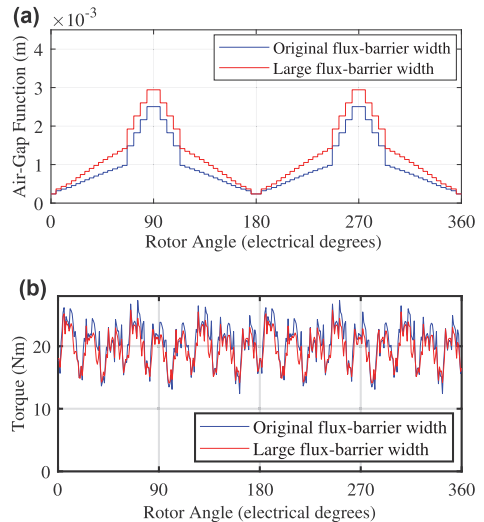 (a)
×10⁻³
Air-Gap Function (m)
4
3
2
1
0
Original flux-barrier width
Large flux-barrier width
0 90 180 270 360
Rotor Angle (electrical degrees)
(b)
Torque (Nm)
20
10
0
Original flux-barrier width
Large flux-barrier width
0 90 180 270 360
Rotor Angle (electrical degrees)